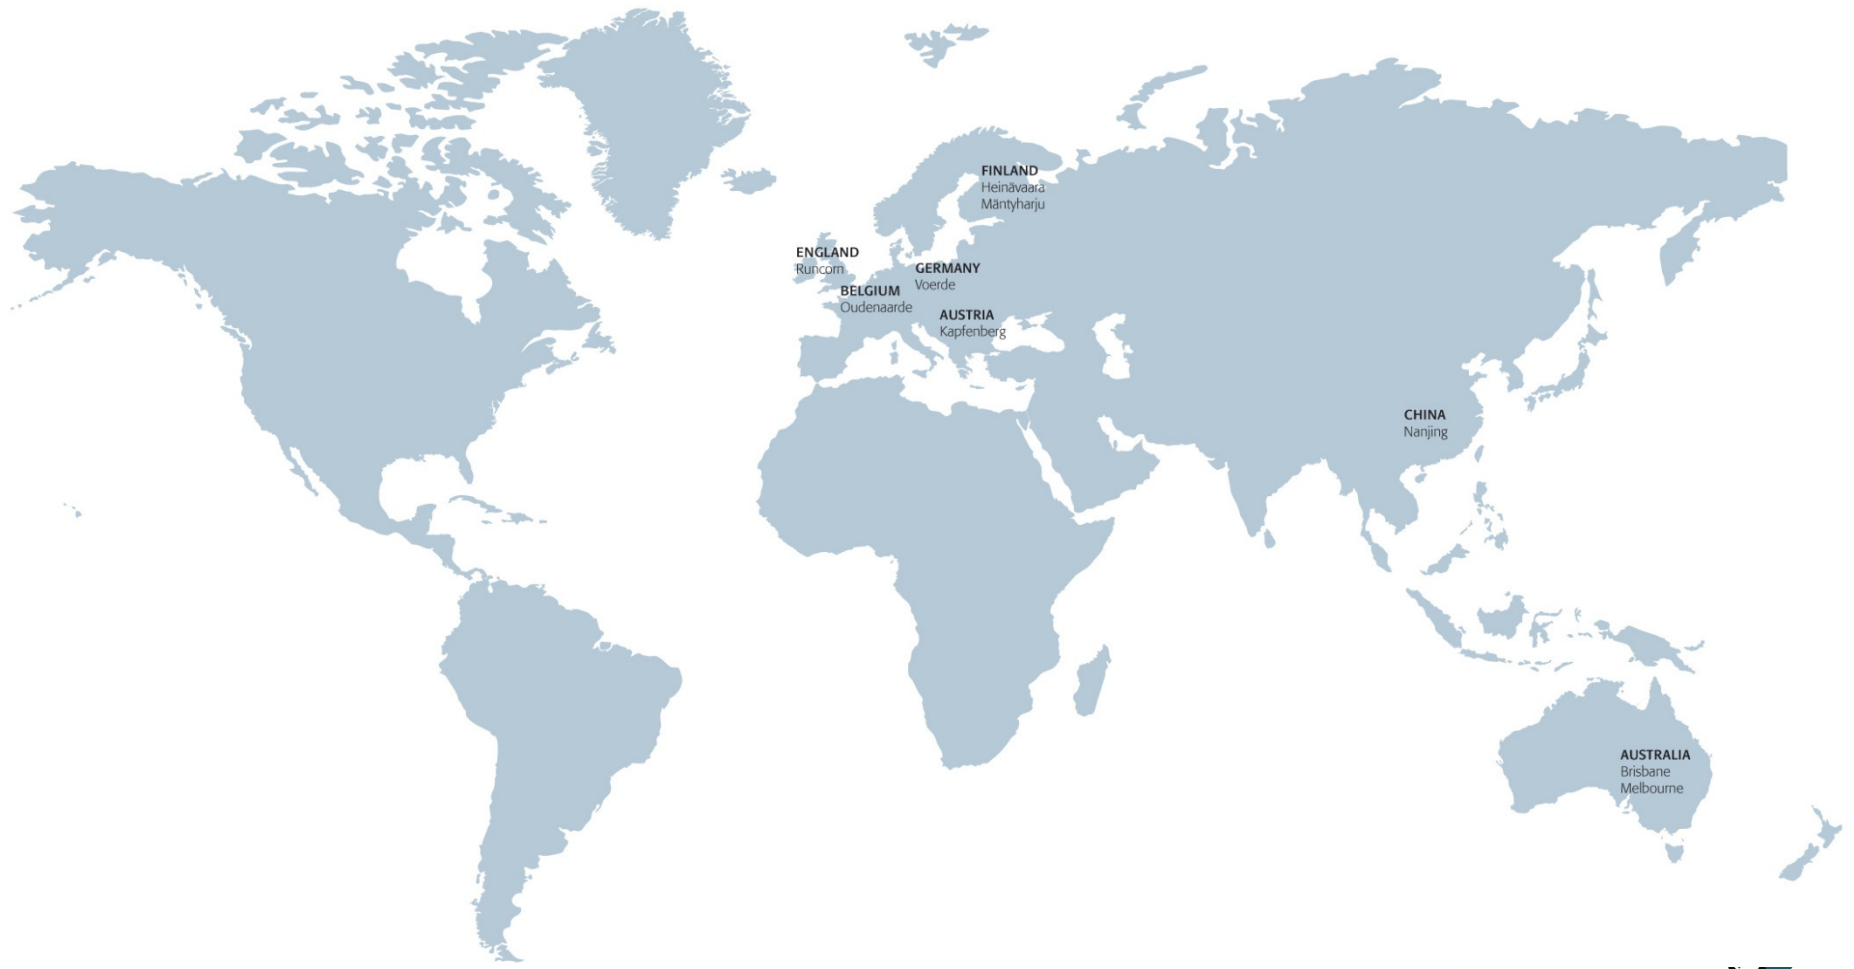 FINLAND
Heinävaara
Mäntyharju
ENGLAND
Runcorn
GERMANY
Voerde
BELGIUM
Oudenaarde
AUSTRIA
Kapfenberg
CHINA
Nanjing
AUSTRALIA
Brisbane
Melbourne